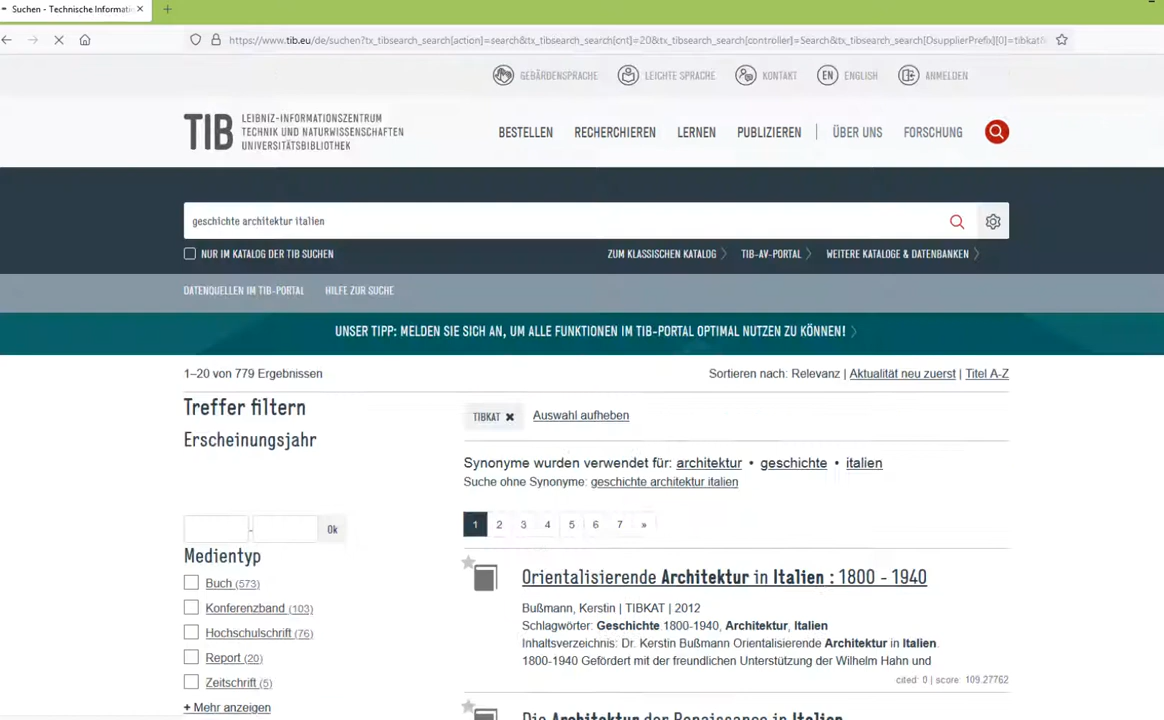 Suchen - Technische Informati
https://www.tib.eu/de/suchen?tx_tibsearch_search[action]=search&tx_tibsearch_search[cnt]=20&tx_tibsearch_search[controller]=Search&tx_tibsearch_search[DsupplierPrefix][0]=tibkat
GEBÄRDENSPRACHE LEICHTE SPRACHE KONTAKT EN ENGLISH ANMELDEN
TIB LEIBNIZ-INFORMATIONSZENTRUM
TECHNIK UND NATURWISSENSCHAFTEN
UNIVERSITÄTSBIBLIOTHEK
BESTELLEN RECHERCHIEREN LERNEN PUBLIZIEREN | ÜBER UNS FORSCHUNG
geschichte architektur italien
NUR IM KATALOG DER TIB SUCHEN ZUM KLASSISCHEN KATALOG TIB-AV-PORTAL WEITERE KATALOGE & DATENBANKEN
DATENQUELLEN IM TIB-PORTAL HILFE ZUR SUCHE
UNSER TIPP: MELDEN SIE SICH AN, UM ALLE FUNKTIONEN IM TIB-PORTAL OPTIMAL NUTZEN ZU KÖNNEN!
1–20 von 779 Ergebnissen Sortieren nach: Relevanz | Aktualität neu zuerst | Titel A-Z
Treffer filtern
Erscheinungsjahr
- Ok
Medientyp
Buch (573)
Konferenzband (103)
Hochschulschrift (76)
Report (20)
Zeitschrift (5)
+ Mehr anzeigen
TIBKAT ✖ Auswahl aufheben
Synonyme wurden verwendet für: architektur • geschichte • italien
Suche ohne Synonyme: geschichte architektur italien
1 2 3 4 5 6 7 »
Orientalisierende Architektur in Italien : 1800 - 1940
Bußmann, Kerstin | TIBKAT | 2012
Schlagwörter: Geschichte 1800-1940, Architektur, Italien
Inhaltsverzeichnis: Dr. Kerstin Bußmann Orientalisierende Architektur in Italien.
1800-1940 Gefördert mit der freundlichen Unterstützung der Wilhelm Hahn und
cited: 0 | score: 109.27762
Die Architektur der Renaissance in Italien